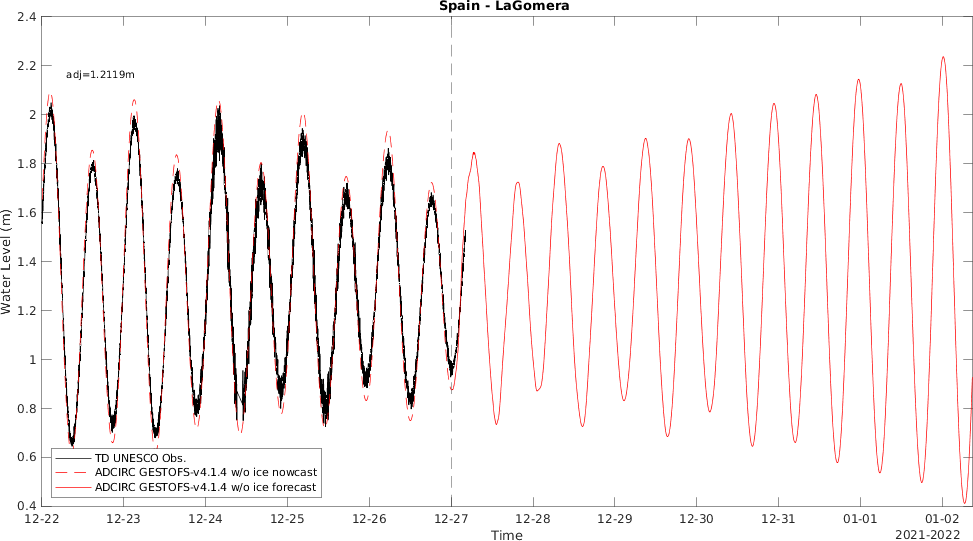 Spain - LaGomera
2.4
2.2
2
1.8
1.6
1.4
1.2
1
0.8
0.6
0.4
Water Level (m)
adj=1.2119m
TD UNESCO Obs.
ADCIRC GESTOFS-v4.1.4 w/o ice nowcast
ADCIRC GESTOFS-v4.1.4 w/o ice forecast
12-22 12-23 12-24 12-25 12-26 12-27 12-28 12-29 12-30 12-31 01-01 01-02
Time
2021-2022